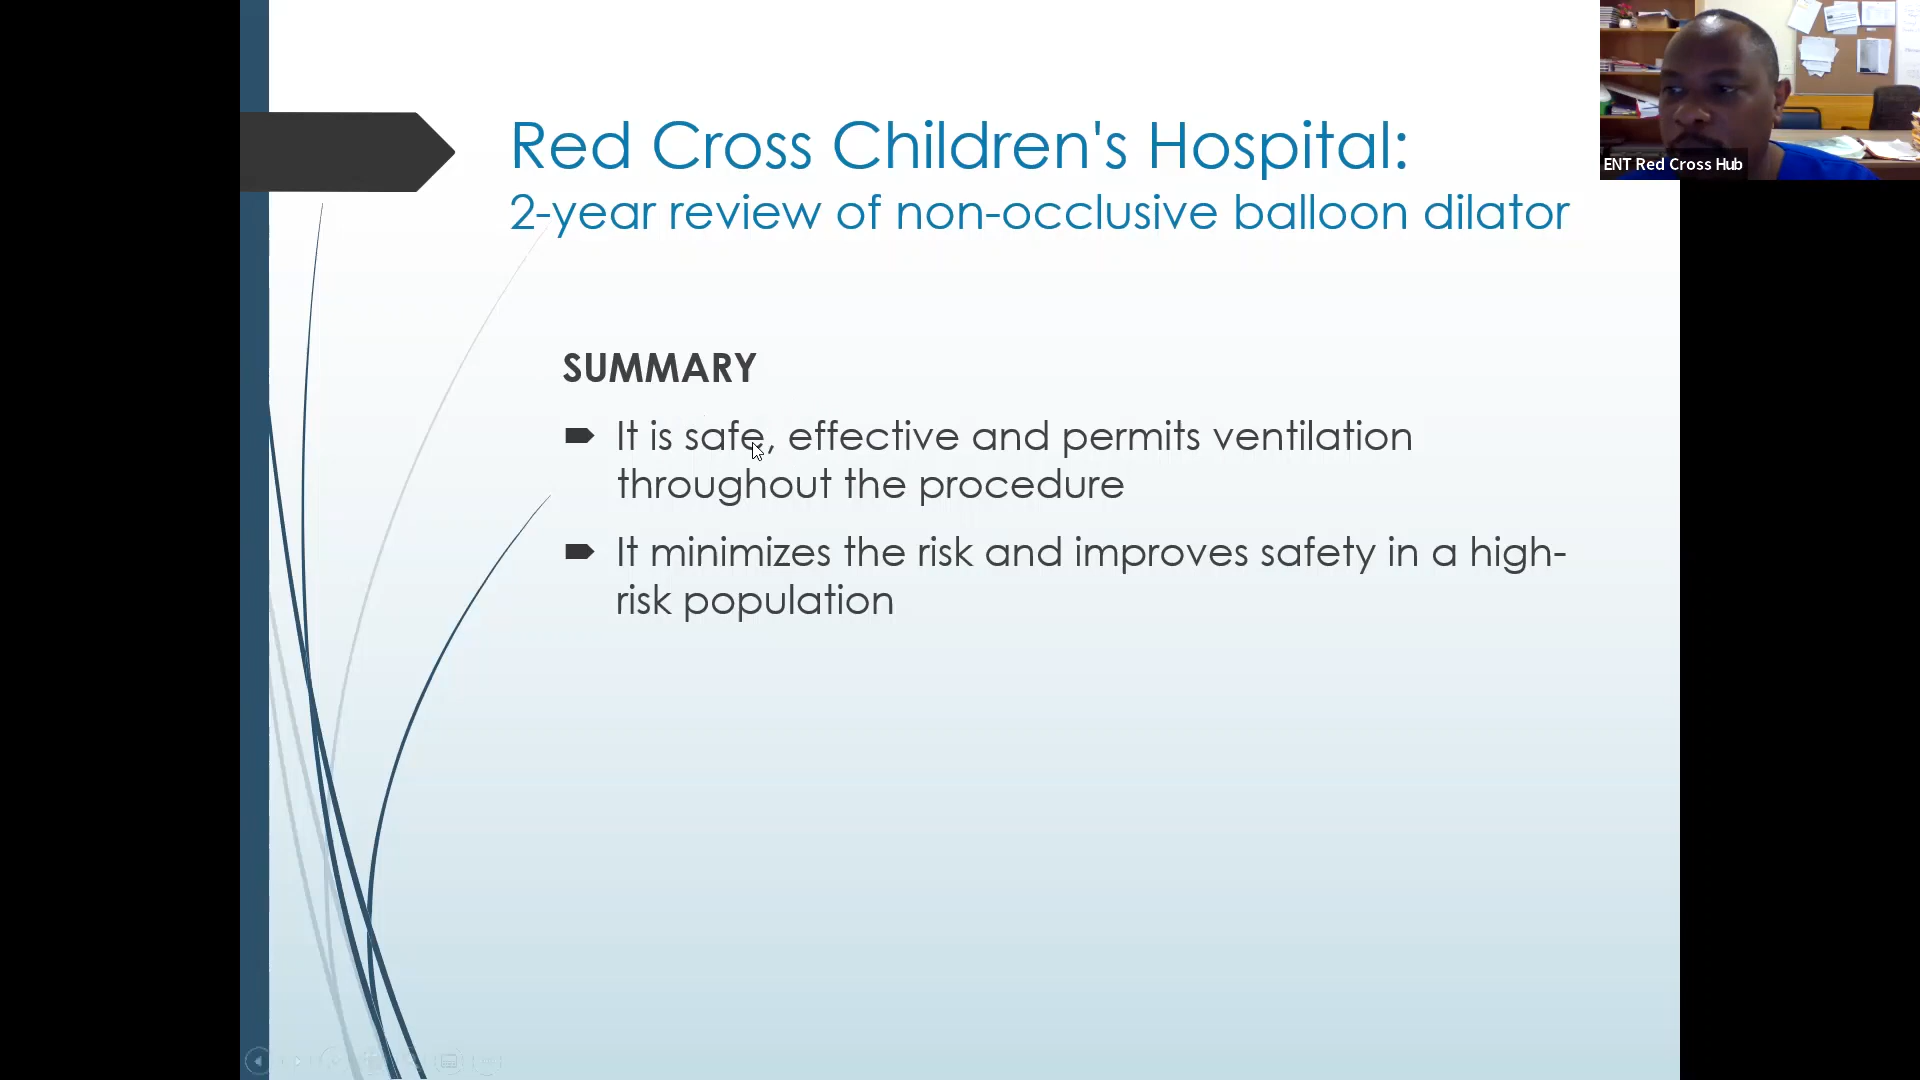 Red Cross Children's Hospital:
2-year review of non-occlusive balloon dilator
ENT Red Cross Hub
SUMMARY
It is safe, effective and permits ventilation
throughout the procedure
It minimizes the risk and improves safety in a high-
risk population